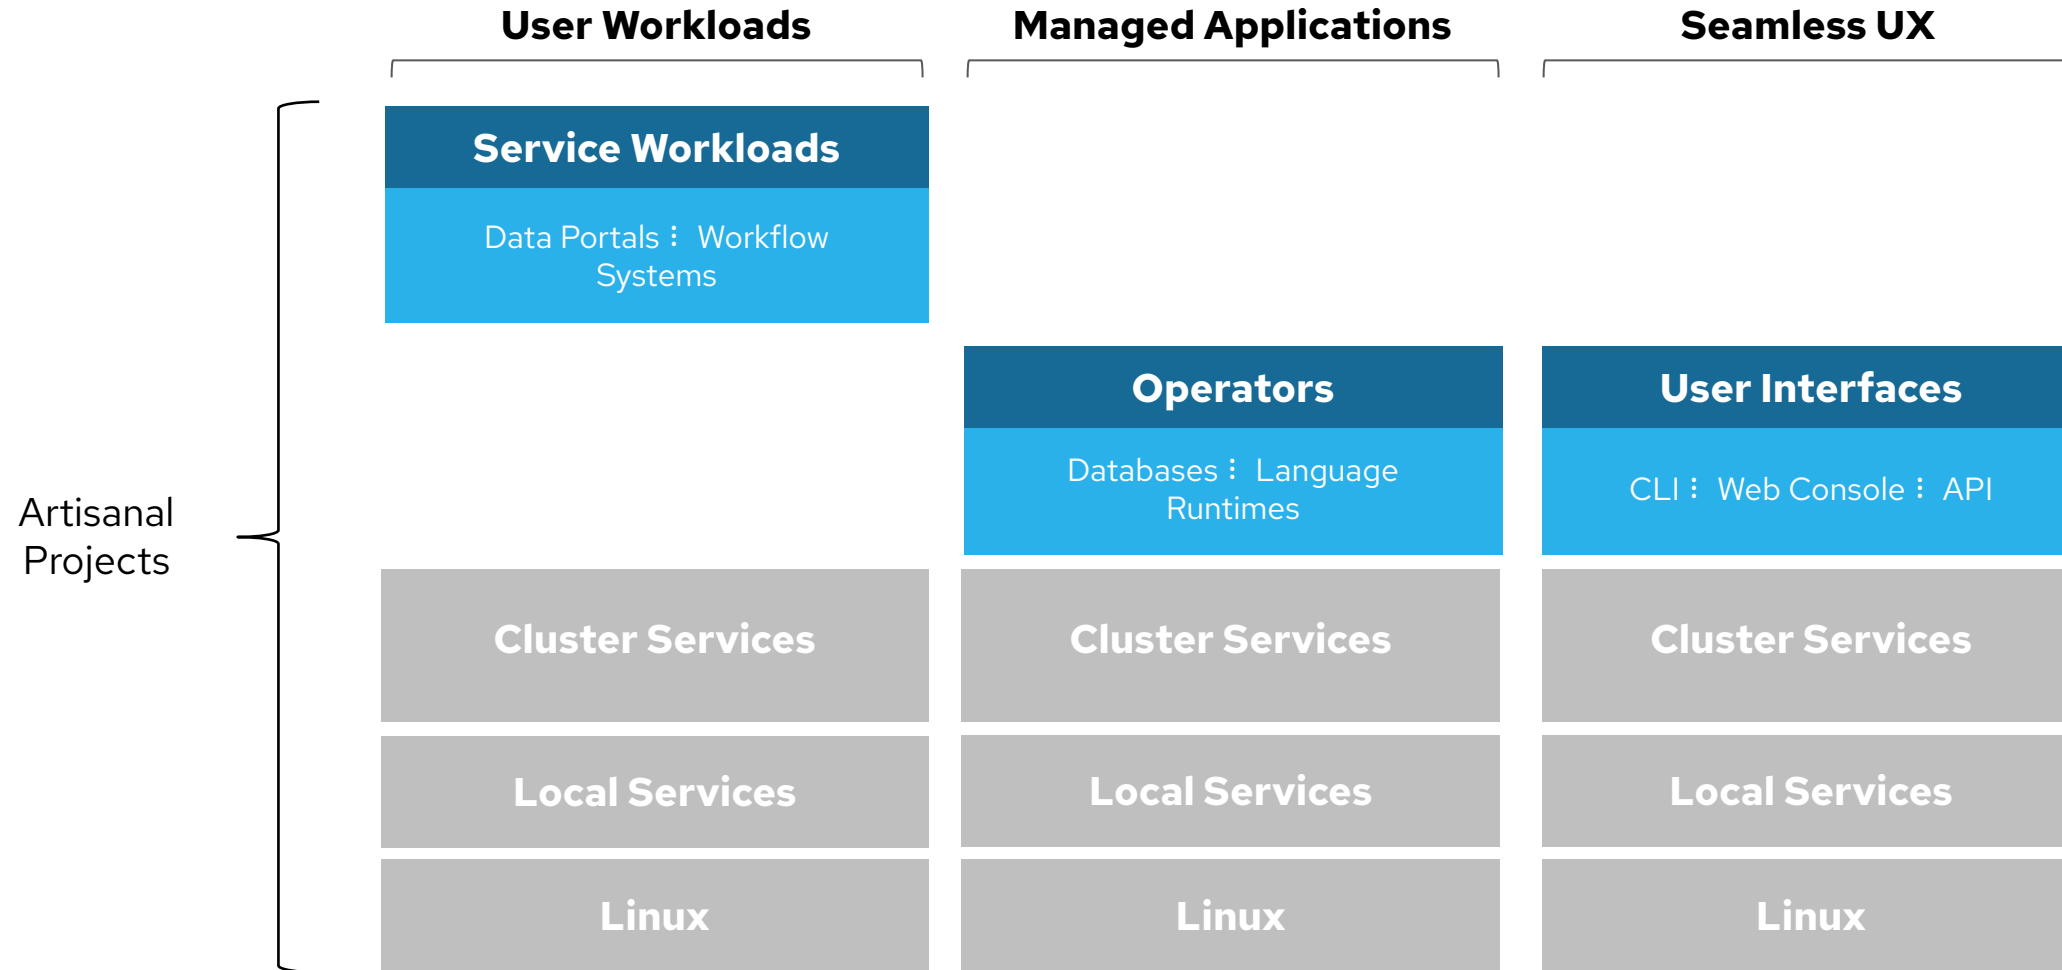 User Workloads
Managed Applications
Seamless UX
Service Workloads
Data Portals ⋮ Workflow
Systems
Operators
User Interfaces
Databases ⋮ Language
Runtimes
CLI ⋮ Web Console ⋮ API
Artisanal
Projects
Cluster Services
Cluster Services
Cluster Services
Local Services
Local Services
Local Services
Linux
Linux
Linux